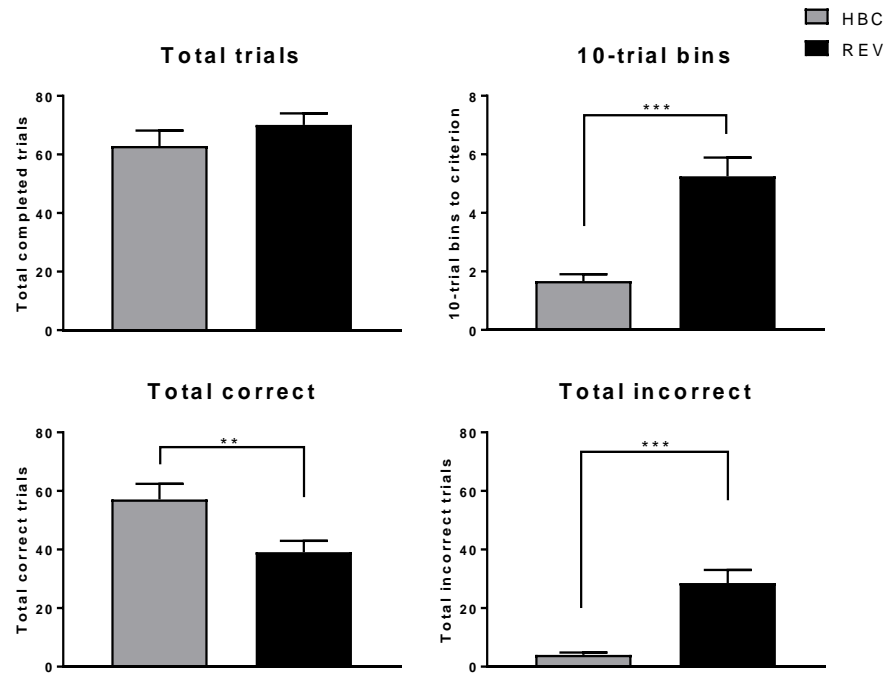 HBC
REV
Total trials
Total completed trials
80
60
40
20
0
10-trial bins
10-trial bins to criterion
8
6
4
2
0
***
Total correct
Total correct trials
80
60
40
20
0
**
Total incorrect
Total incorrect trials
80
60
40
20
0
***